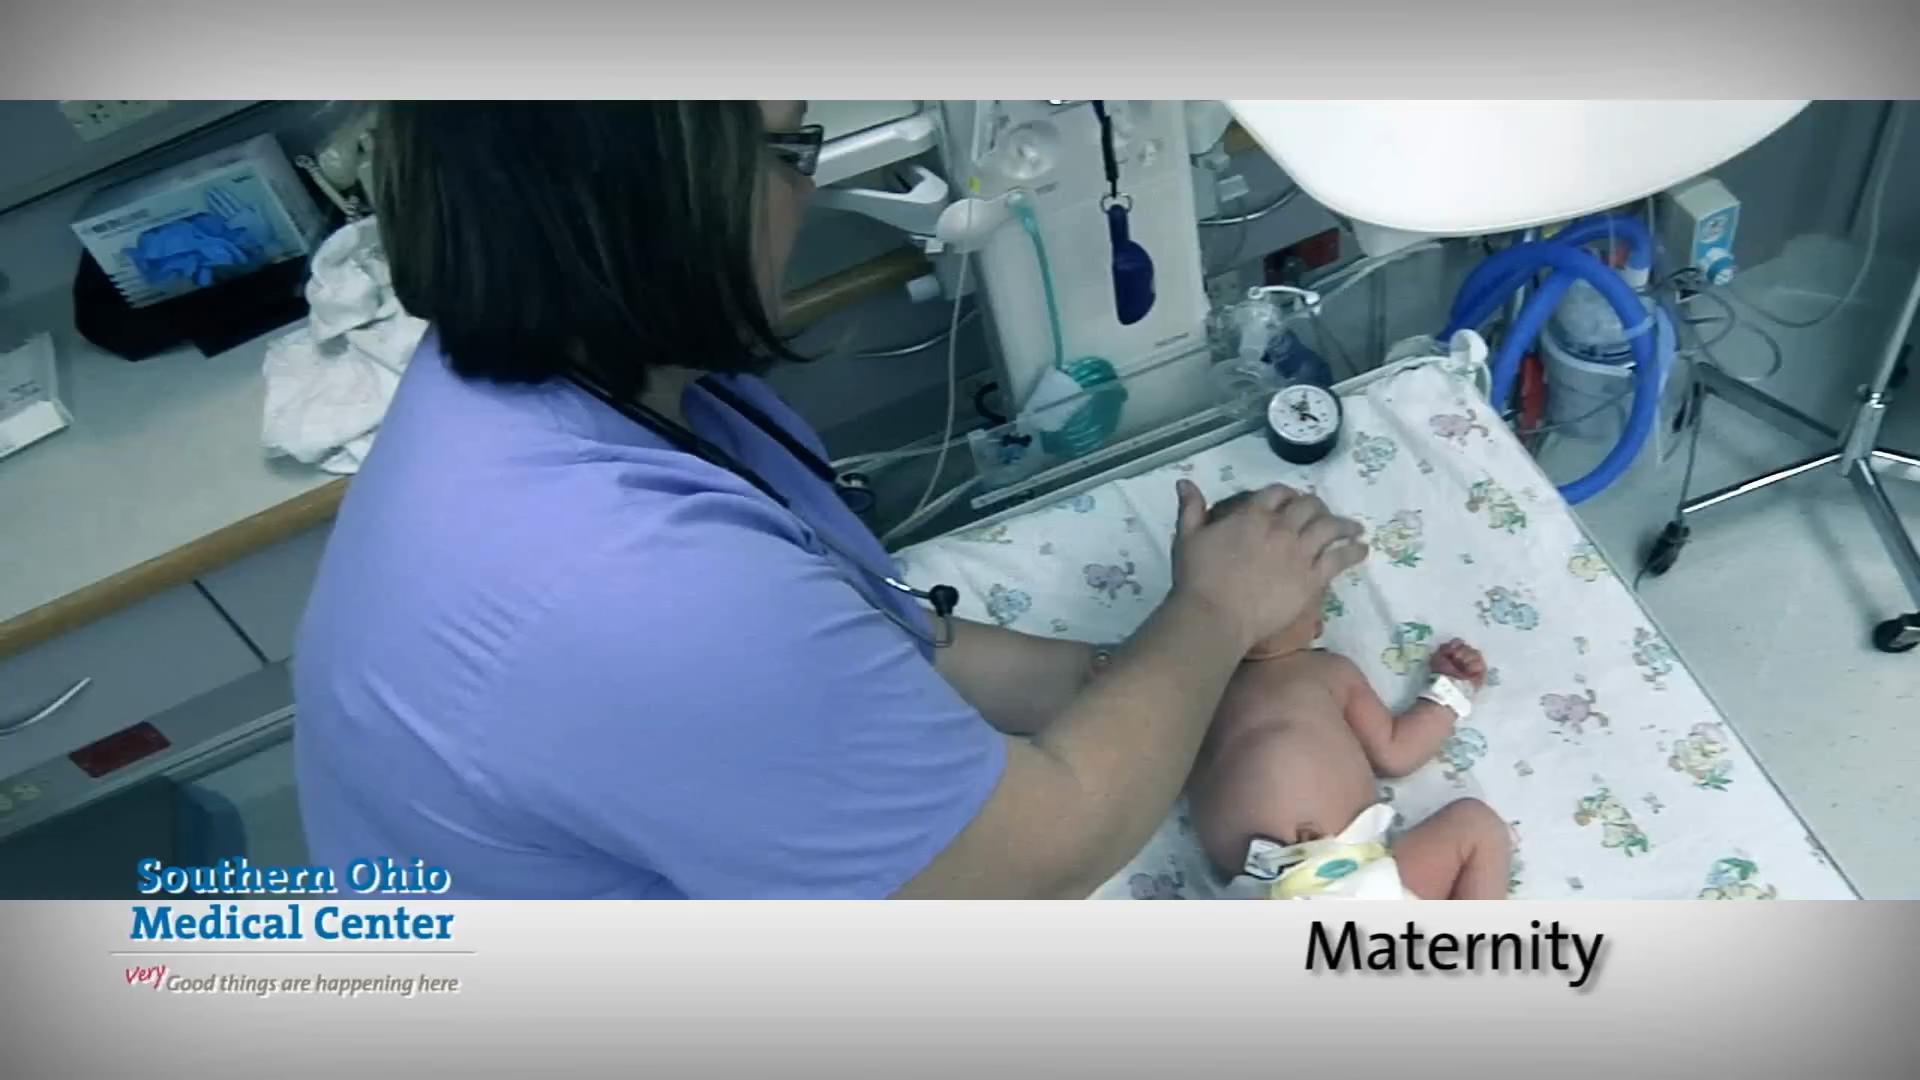 Southern Ohio
Medical Center
very Good things are happening here
Maternity